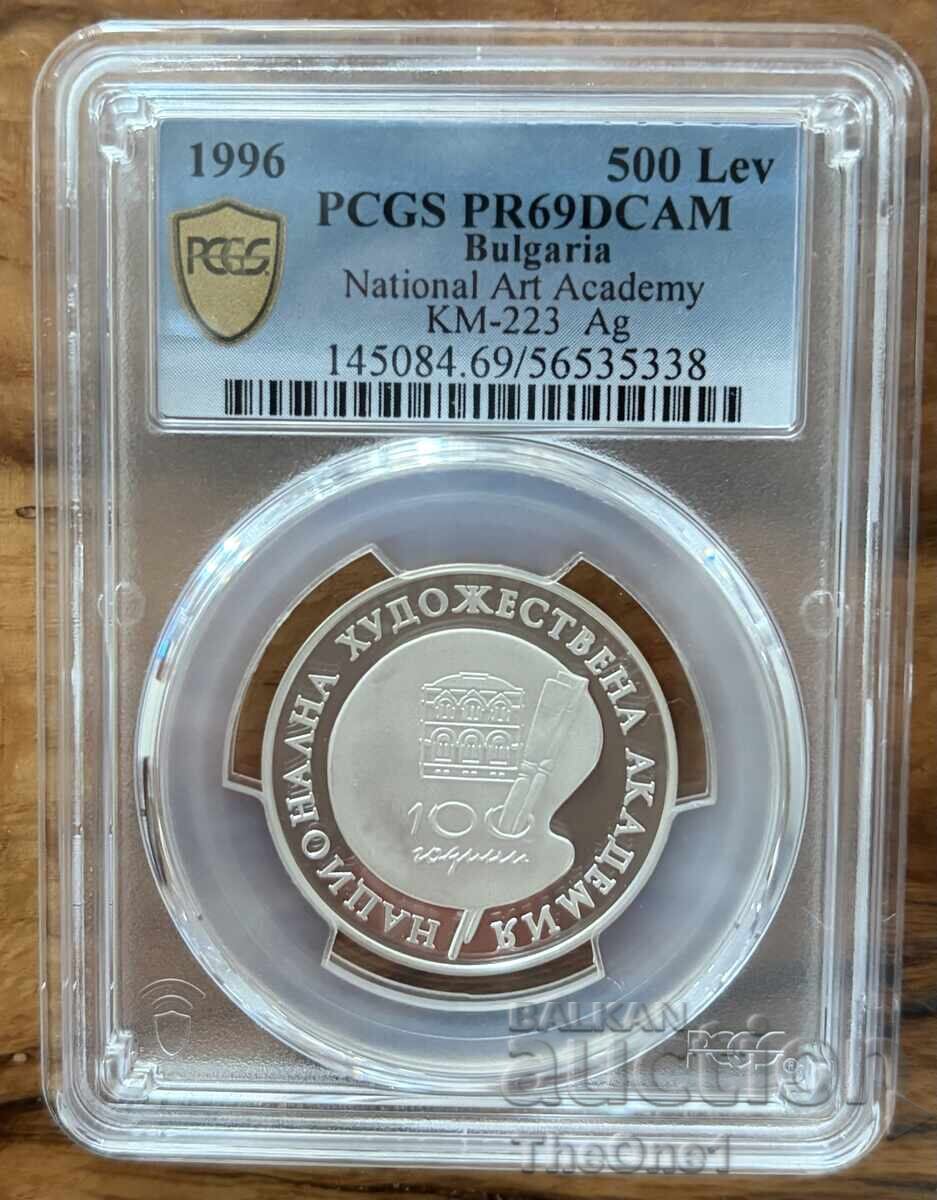 1996 500 Lev
PCGS PR69DCAM
PCGS
Bulgaria
National Art Academy
KM-223 Ag
145084.69/56535338
НАЦИОНАЛНА ХУДОЖЕСТВЕНА АКАДЕМИЯ
100
години
PCGS®
BALKAN
auction
TheOne1